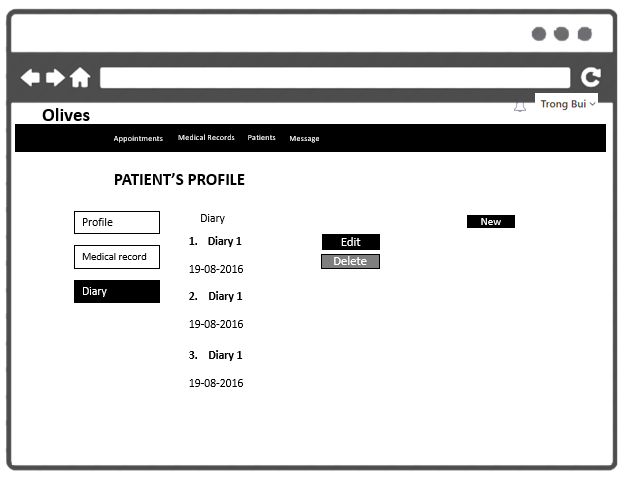 Trong Bui
Olives
Appointments Medical Records Patients Message
PATIENT’S PROFILE
Profile
Medical record
Diary
Diary
New
1. Diary 1
Edit
Delete
19-08-2016
2. Diary 1
19-08-2016
3. Diary 1
19-08-2016